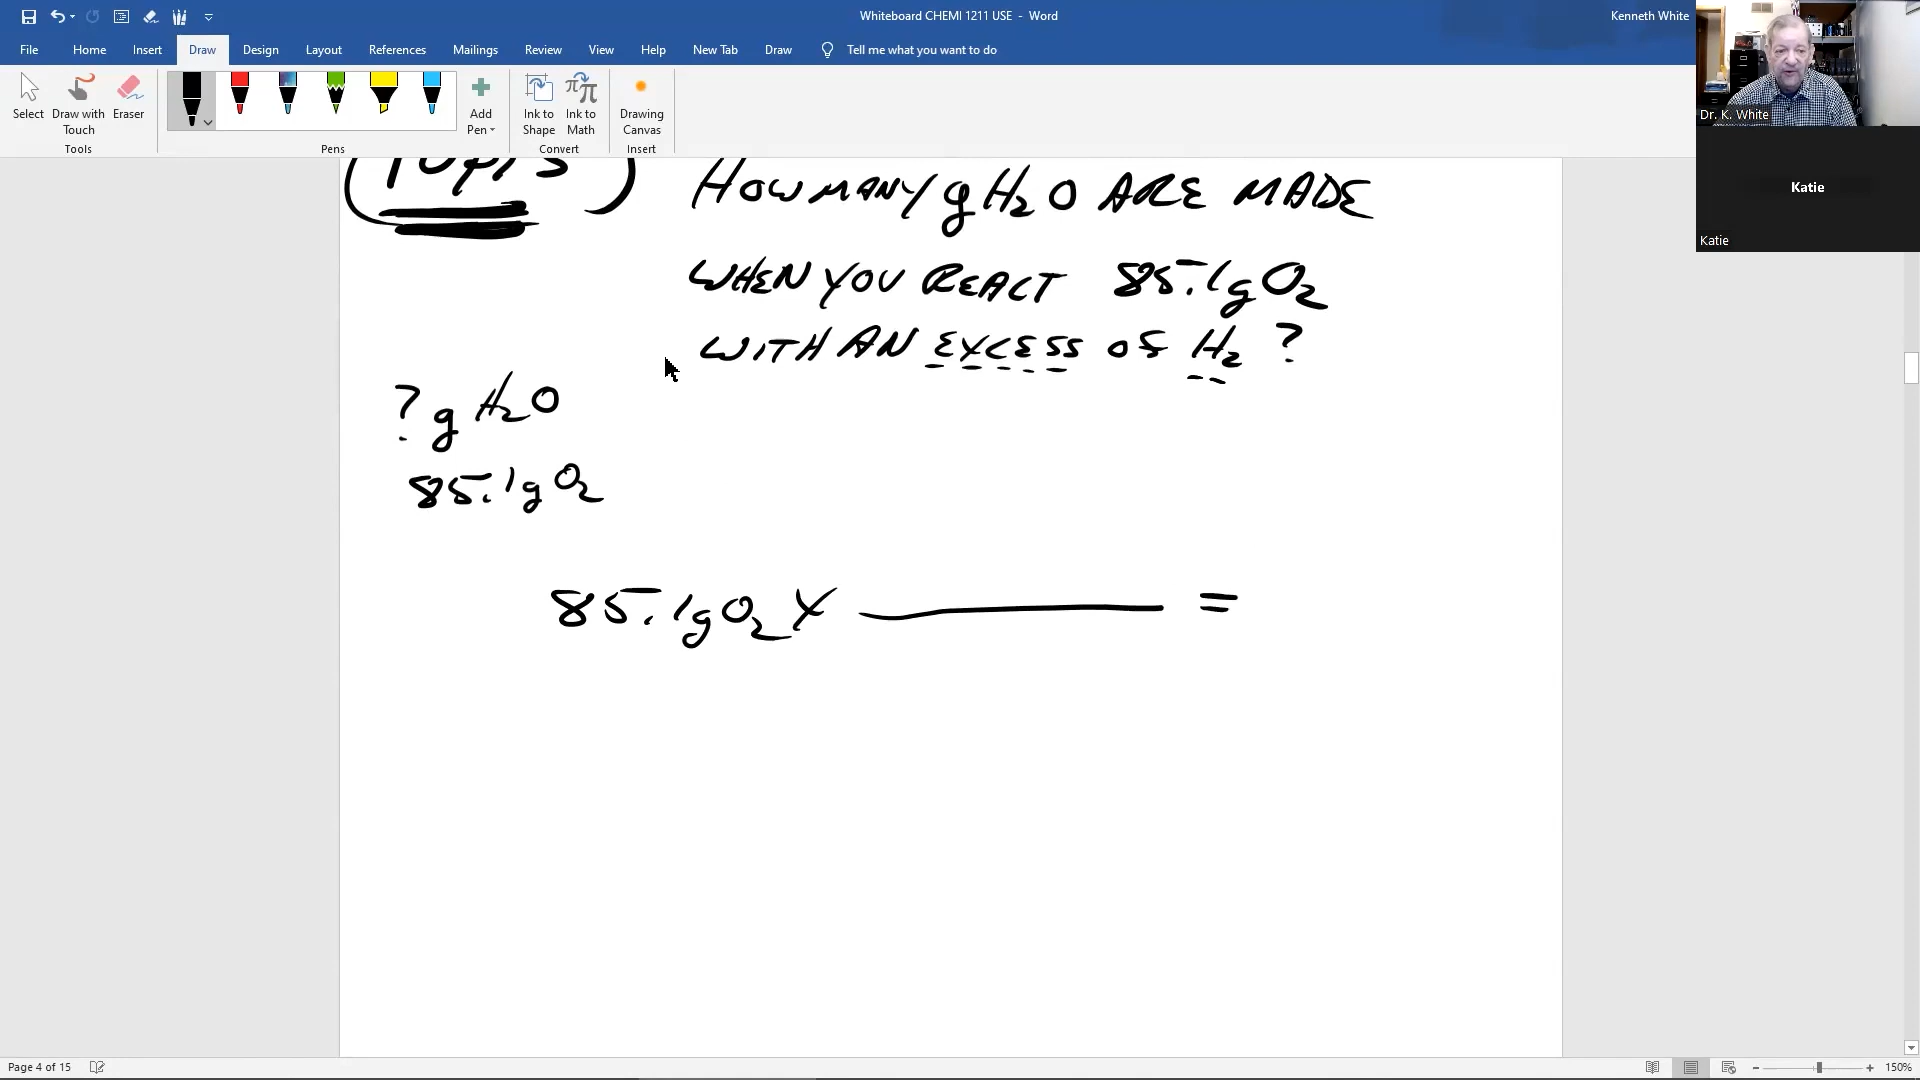 Whiteboard CHEMI 1211 USE - Word
Kenneth White
File Home Insert Draw Design Layout References Mailings Review View Help New Tab Draw Tell me what you want to do
Select
Draw with Touch
Eraser
Add Pen
Ink to Shape
Ink to Math
Drawing Canvas
Tools
Pens
Convert
Insert
Dr. K. White
Katie
Katie
(10pts)
HOW MANY g H₂O ARE MADE
WHEN YOU REACT 85.1g O₂
WITH AN EXCESS OF H₂ ?
? g H₂O
85.1g O₂
85.1g O₂ X ——— =
Page 4 of 15
150%